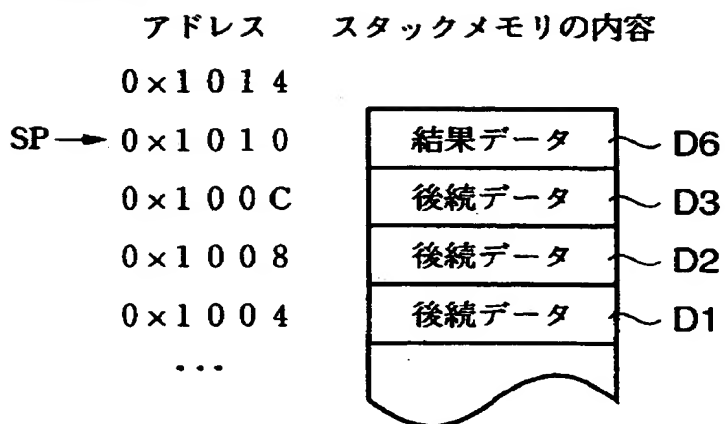 アドレス　スタックメモリの内容
0×1014
SP 0×1010 結果データ D6
0×100C 後続データ D3
0×1008 後続データ D2
0×1004 後続データ D1
...